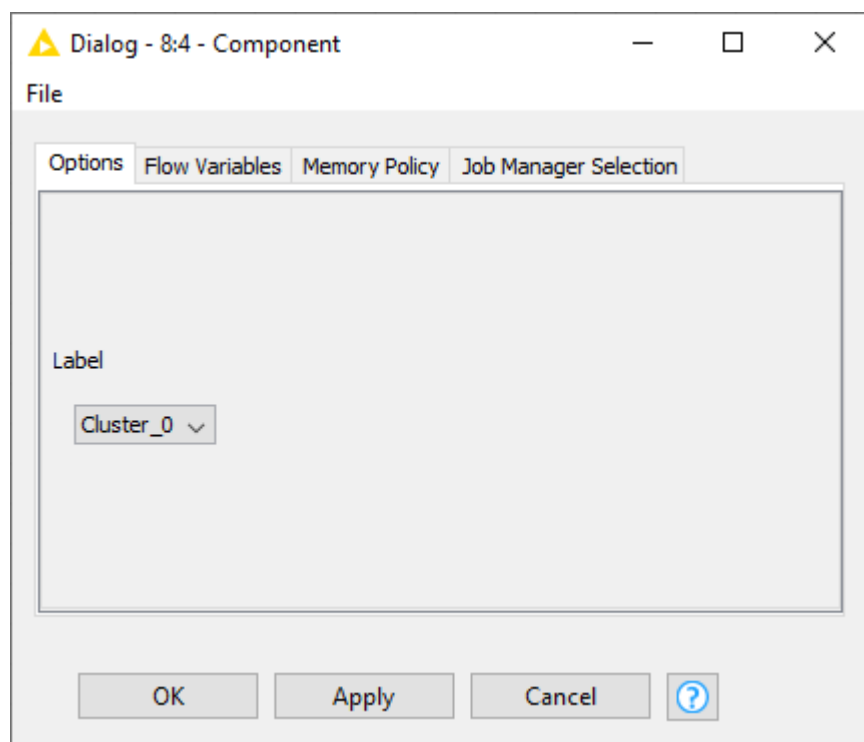 Dialog - 8:4 - Component
File
Options Flow Variables Memory Policy Job Manager Selection
Label
Cluster_0
OK Apply Cancel ?